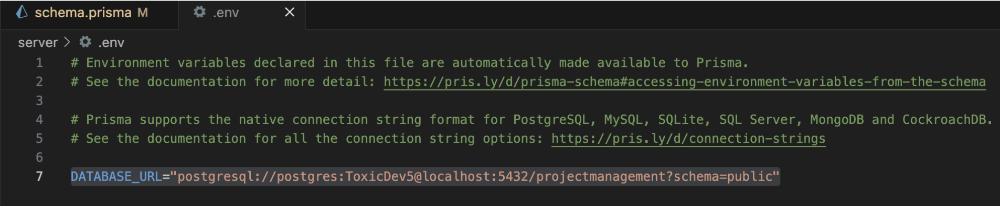 schema.prisma M
.env
server > .env
1 # Environment variables declared in this file are automatically made available to Prisma.
2 # See the documentation for more detail: https://pris.ly/d/prisma-schema#accessing-environment-variables-from-the-schema
3
4 # Prisma supports the native connection string format for PostgreSQL, MySQL, SQLite, SQL Server, MongoDB and CockroachDB.
5 # See the documentation for all the connection string options: https://pris.ly/d/connection-strings
6
7 DATABASE_URL="postgresql://postgres:ToxicDev5@localhost:5432/projectmanagement?schema=public"